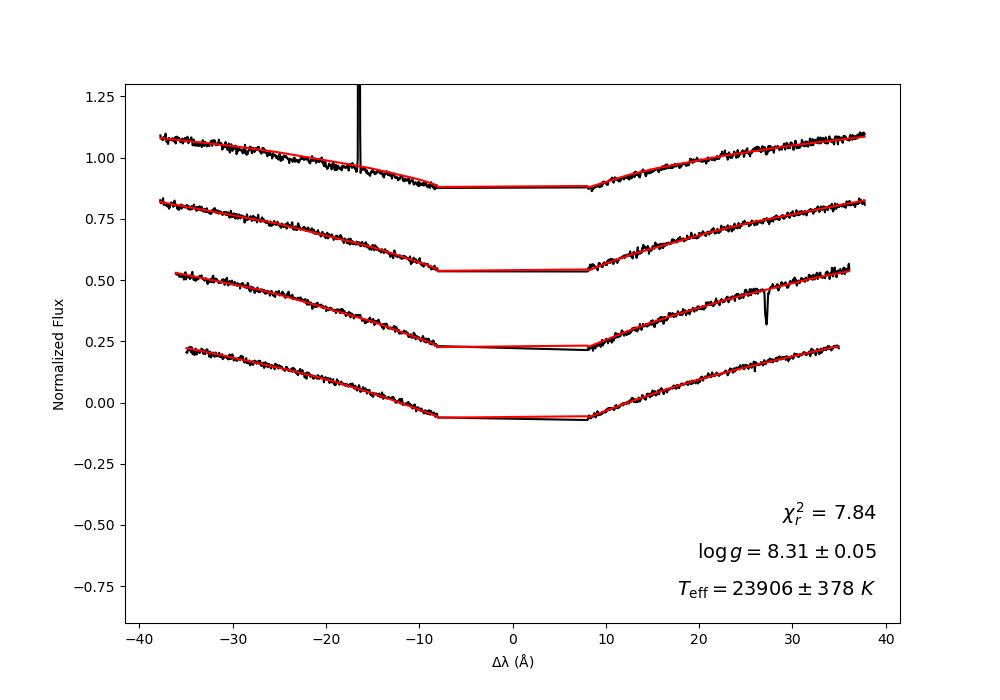 1.25
1.00
0.75
0.50
0.25
0.00
−0.25
−0.50
−0.75
Normalized Flux
χ²ᵣ = 7.84
log g = 8.31 ± 0.05
T_eff = 23906 ± 378 K
−40 −30 −20 −10 0 10 20 30 40
Δλ (Å)